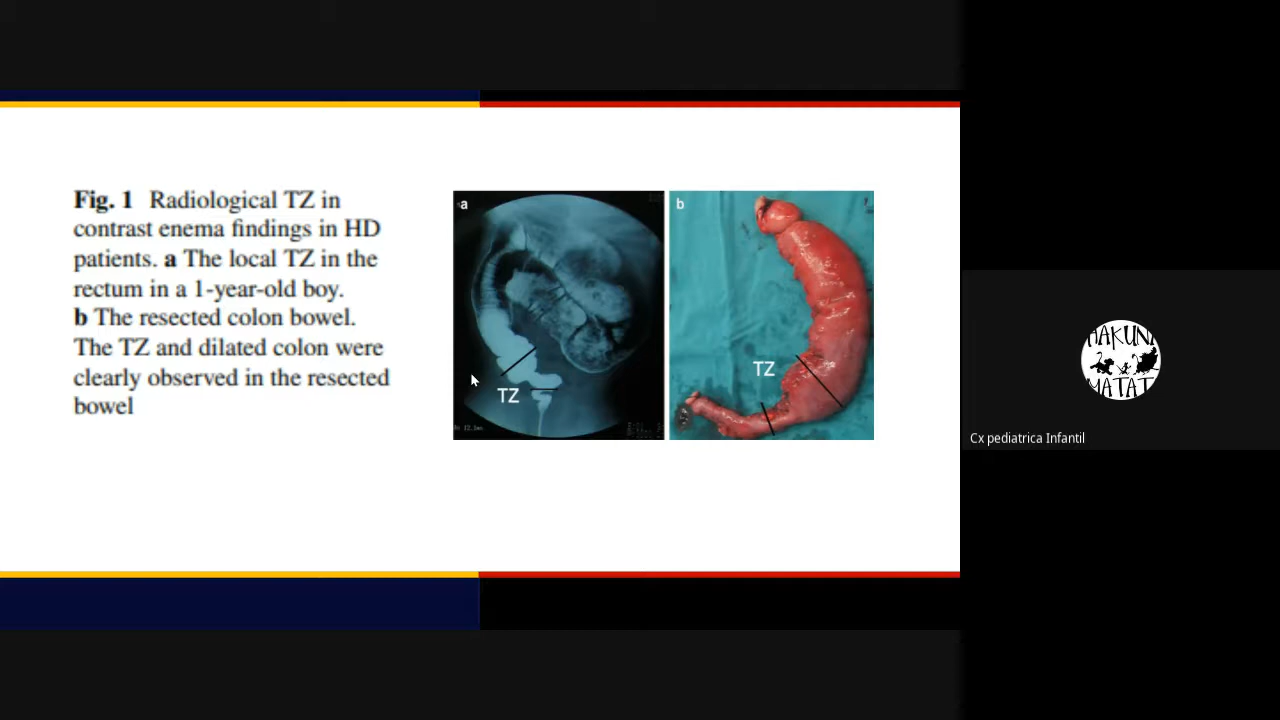 Fig. 1 Radiological TZ in
contrast enema findings in HD
patients. a The local TZ in the
rectum in a 1-year-old boy.
b The resected colon bowel.
The TZ and dilated colon were
clearly observed in the resected
bowel
a
TZ
b
TZ
HAKUNA
MATAT
Cx pediatrica Infantil